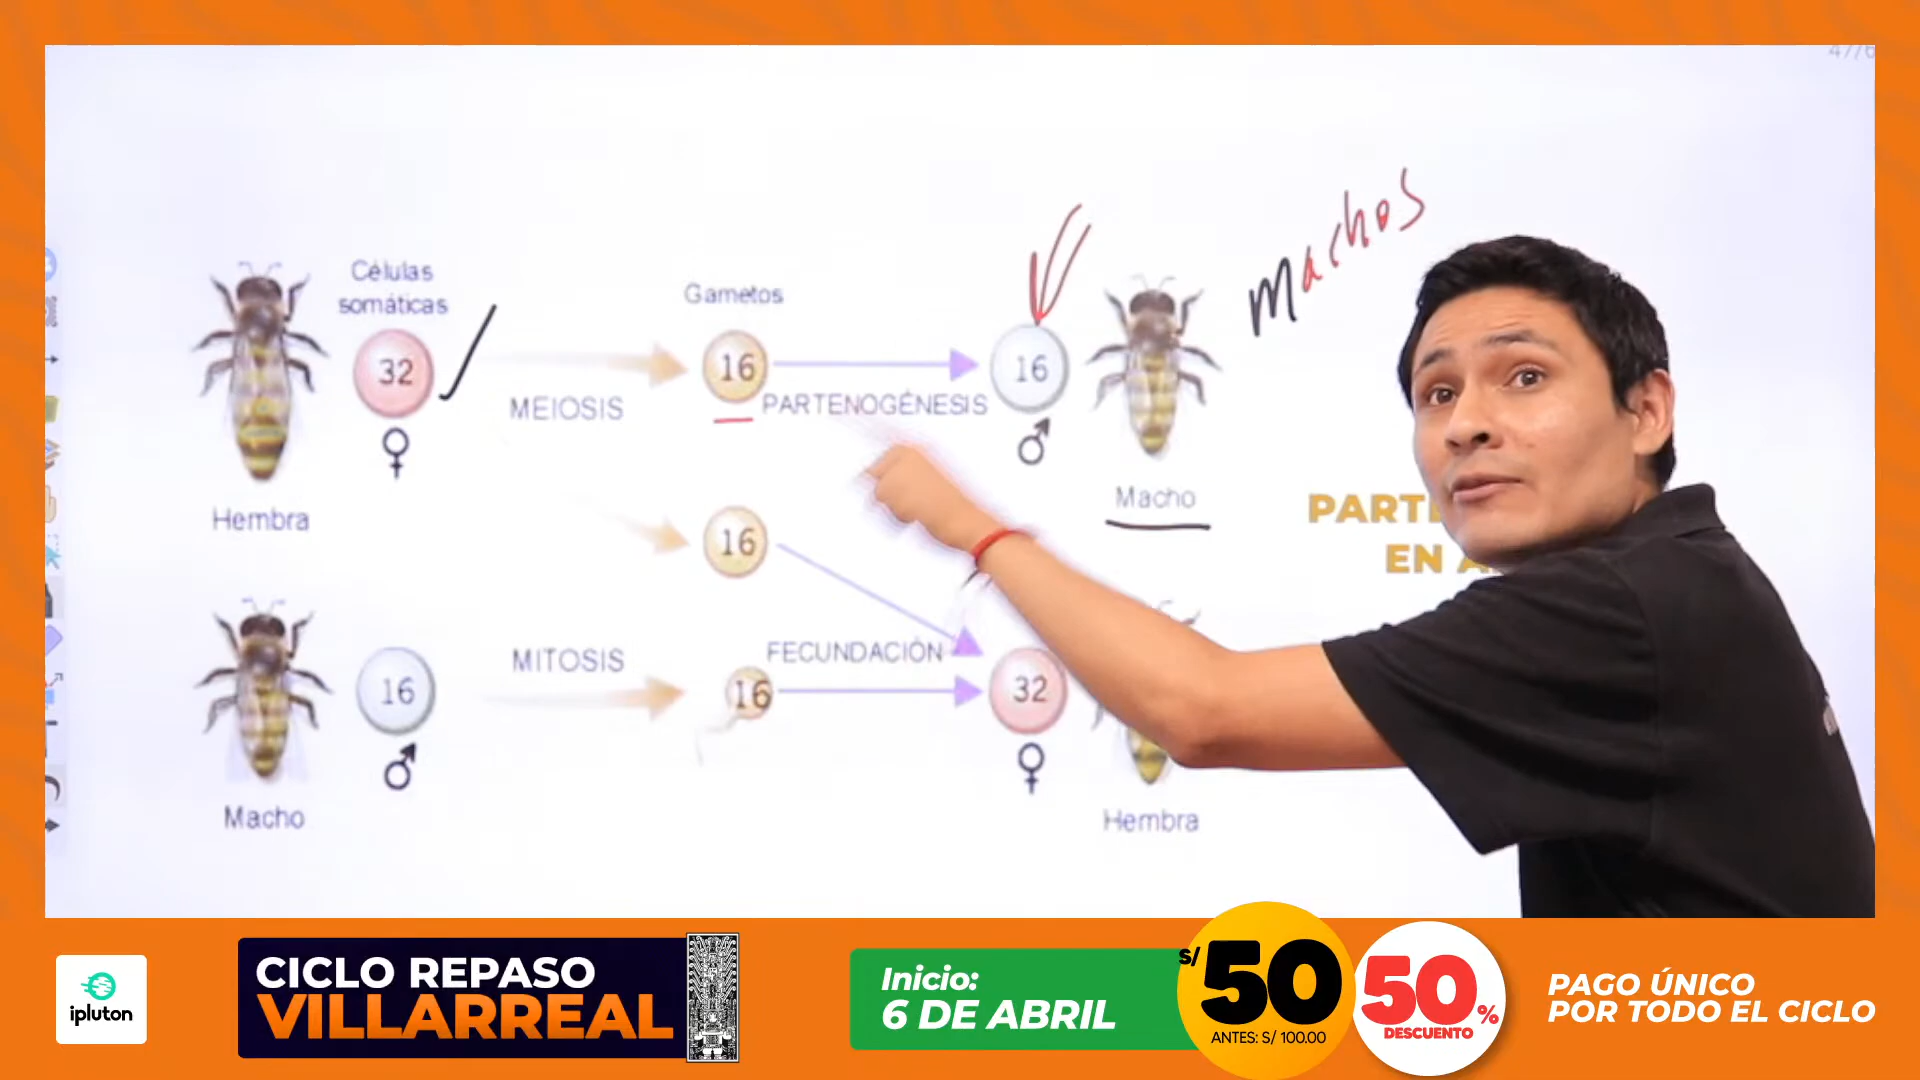 Células
somáticas
Gametos
machos
32
16
16
MEIOSIS
PARTENOGÉNESIS
♀
♂
Hembra
Macho
EN
16
MITOSIS
FECUNDACIÓN
16
16
32
♂
♀
Macho
Hembra
ipluton
CICLO REPASO
VILLARREAL
Inicio:
6 DE ABRIL
S/ 50
ANTES: S/ 100.00
50%
DESCUENTO
PAGO ÚNICO
POR TODO EL CICLO